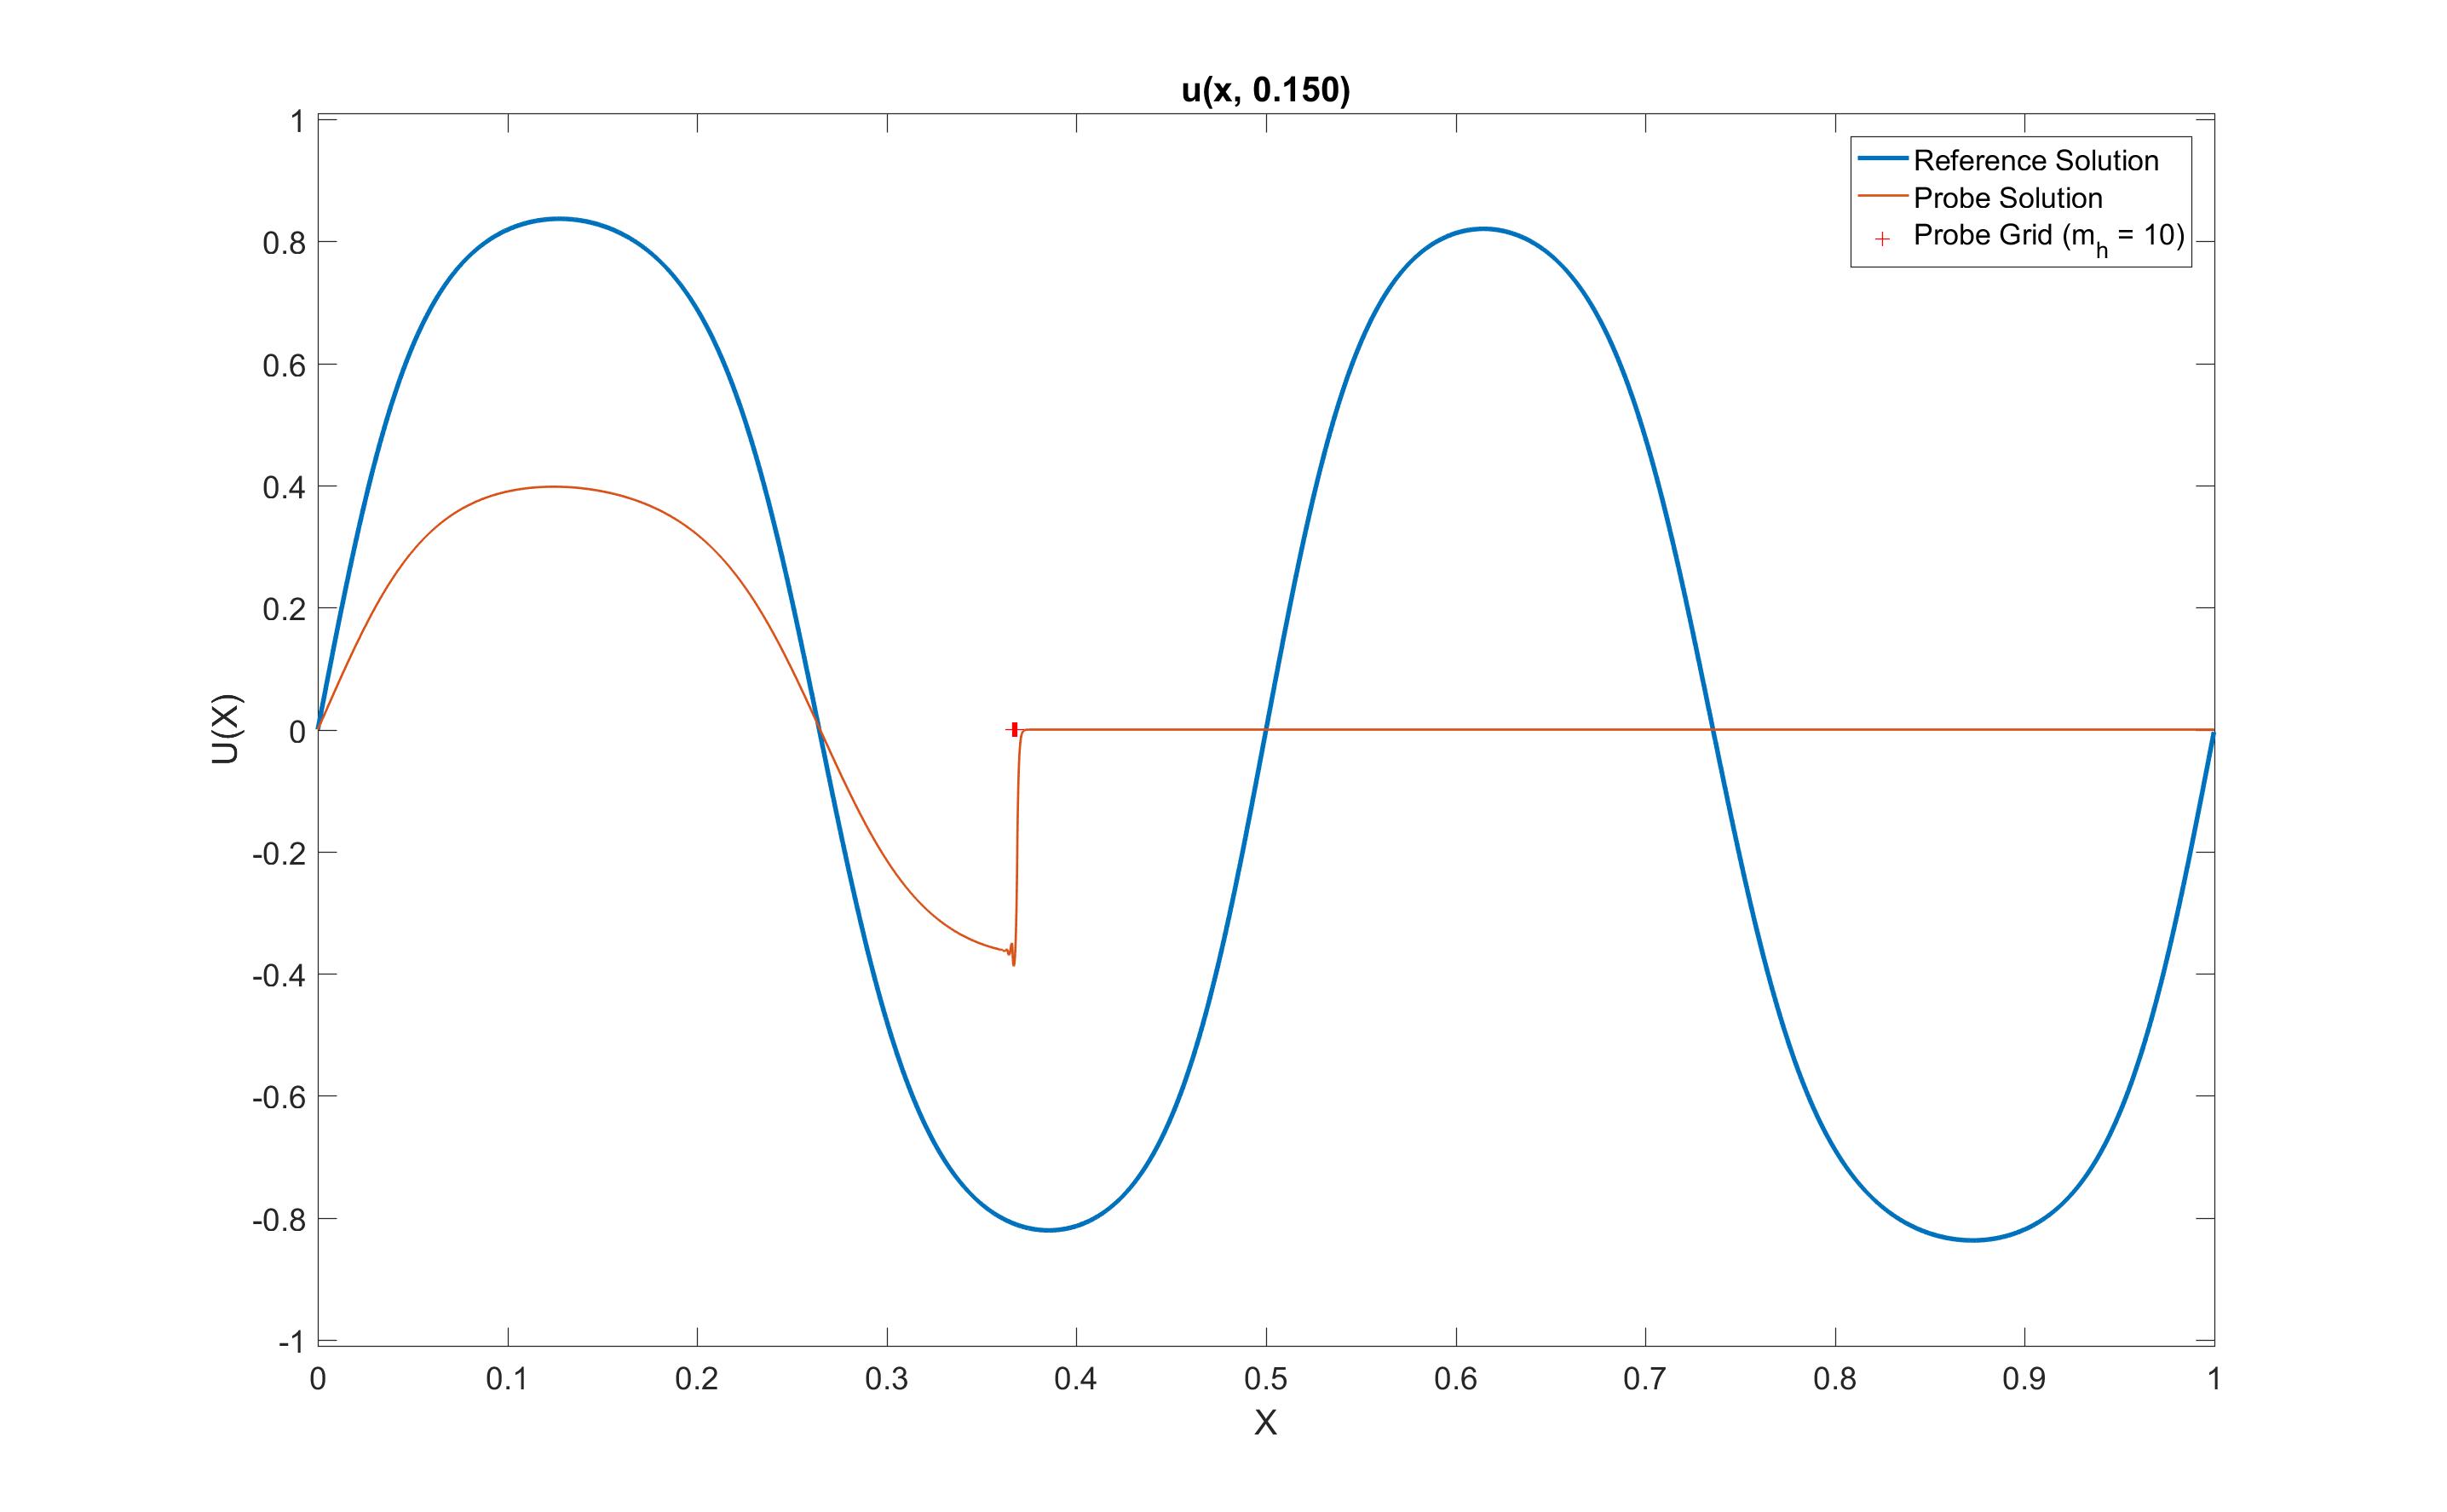 u(x, 0.150)
Reference Solution
Probe Solution
Probe Grid (m_h = 10)
1
0.8
0.6
0.4
0.2
0
-0.2
-0.4
-0.6
-0.8
-1
U(X)
0 0.1 0.2 0.3 0.4 0.5 0.6 0.7 0.8 0.9 1
X